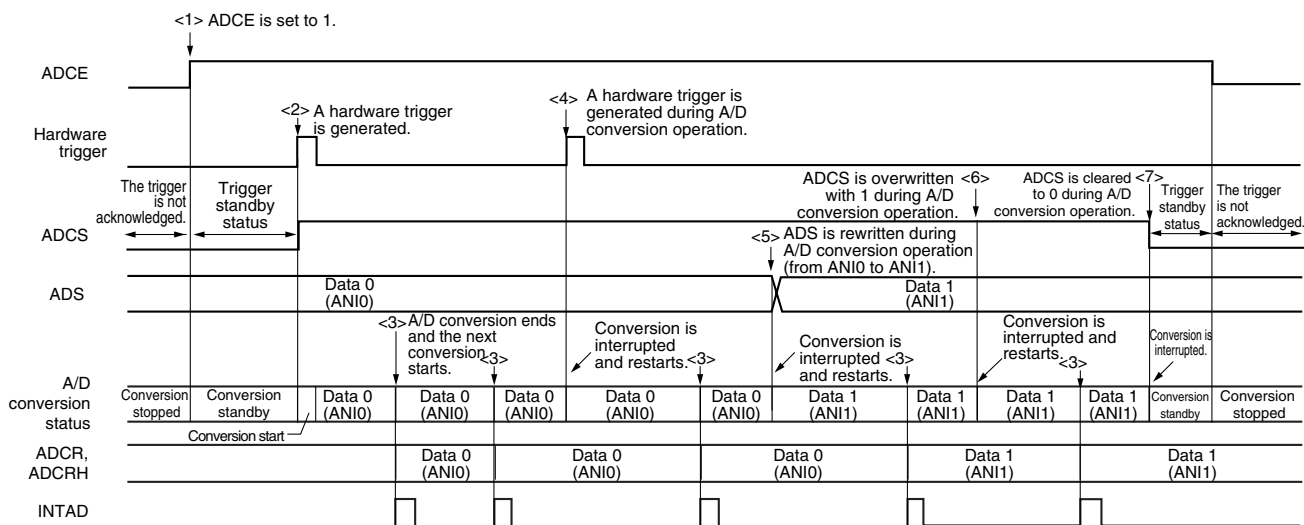 <1> ADCE is set to 1.
ADCE
<2> A hardware trigger
is generated.
<4> A hardware trigger is
generated during A/D
conversion operation.
Hardware
trigger
The trigger
is not
acknowledged.
Trigger
standby
status
ADCS is overwritten <6>
with 1 during A/D
conversion operation.
ADCS is cleared <7>
to 0 during A/D
conversion operation.
Trigger
standby
status
The trigger
is not
acknowledged.
ADCS
<5> ADS is rewritten during
A/D conversion operation
(from ANI0 to ANI1).
ADS
Data 0
(ANI0)
Data 1
(ANI1)
<3> A/D conversion ends
and the next
conversion
starts. <3>
Conversion is
interrupted
and restarts. <3>
Conversion is
interrupted <3>
and restarts.
Conversion is
interrupted and
restarts. <3>
Conversion is
interrupted.
A/D
conversion
status
Conversion
stopped
Conversion
standby
Conversion start
Data 0
(ANI0)
Data 0
(ANI0)
Data 0
(ANI0)
Data 0
(ANI0)
Data 0
(ANI0)
Data 1
(ANI1)
Data 1
(ANI1)
Data 1
(ANI1)
Data 1
(ANI1)
Conversion
standby
Conversion
stopped
ADCR,
ADCRH
Data 0
(ANI0)
Data 0
(ANI0)
Data 0
(ANI0)
Data 1
(ANI1)
Data 1
(ANI1)
INTAD